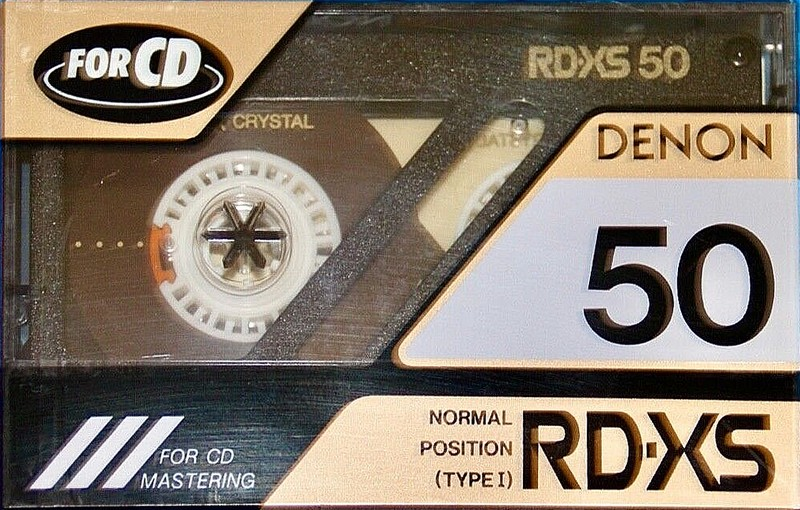 FOR CD
RD-XS 50
CRYSTAL
DENON
50
NORMAL
POSITION
(TYPE I)
RD-XS
FOR CD
MASTERING